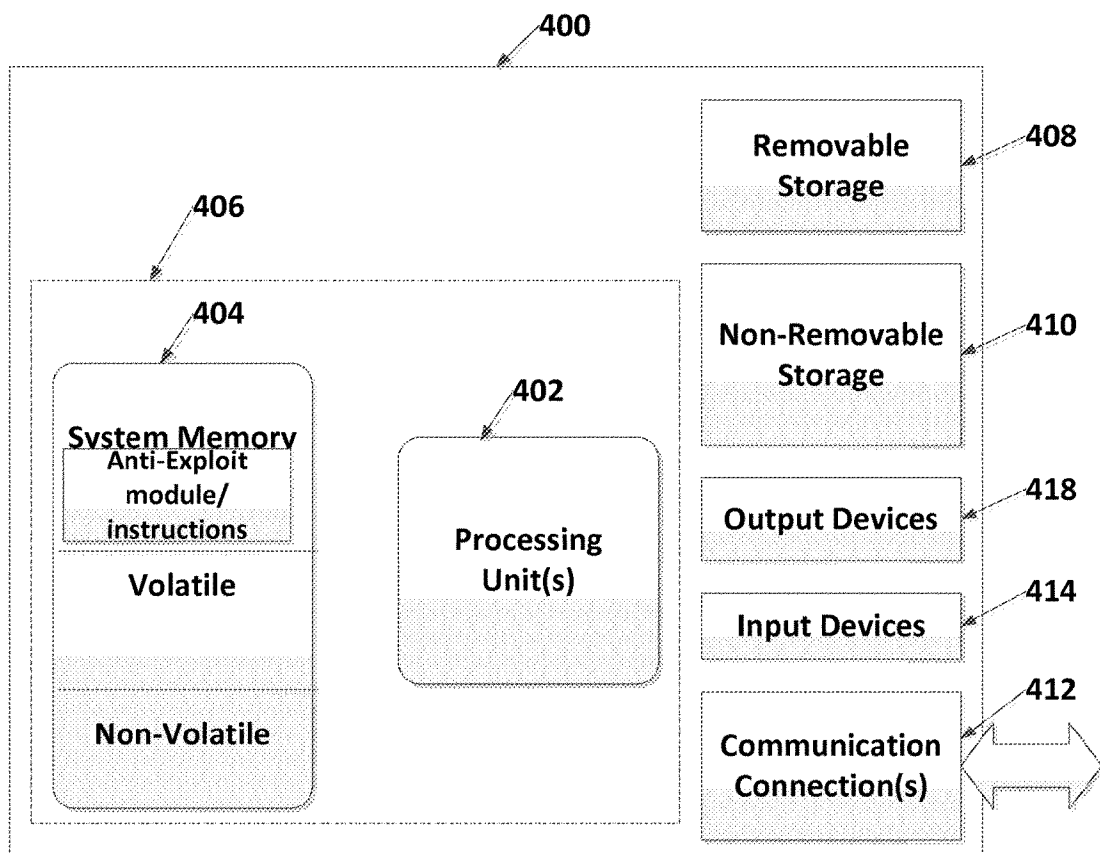 400
Removable
Storage
408
406
404
Non-Removable
Storage
410
402
System Memory
Anti-Exploit
module/
instructions
Volatile
Non-Volatile
Processing
Unit(s)
Output Devices
418
Input Devices
414
412
Communication
Connection(s)